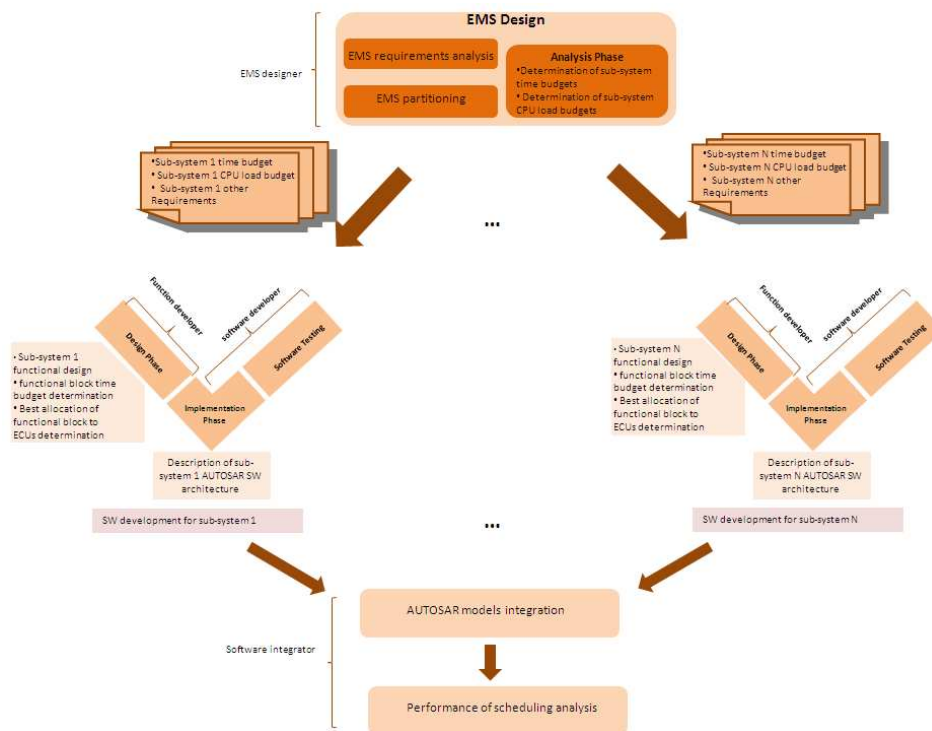 EMS Design
EMS requirements analysis
Analysis Phase
•Determination of sub-system
time budgets
• Determination of sub-system
CPU load budgets
EMS designer
EMS partitioning
•Sub-system 1 time budget
• Sub-system 1 CPU load budget
• Sub-system 1 other
Requirements
•Sub-system N time budget
• Sub-system N CPU load budget
• Sub-system N other
Requirements
...
Function developer
software developer
Design Phase
Software Testing
Implementation
Phase
- Sub-system 1
functional design
• functional block time
budget determination
• Best allocation of
functional block to
ECUs determination
Description of sub-
system 1 AUTOSAR SW
architecture
SW development for sub-system 1
Function developer
software developer
Design Phase
Software Testing
Implementation
Phase
- Sub-system N
functional design
• functional block time
budget determination
• Best allocation of
functional block to
ECUs determination
Description of sub-
system N AUTOSAR SW
architecture
SW development for sub-system N
...
AUTOSAR models integration
Software integrator
Performance of scheduling analysis